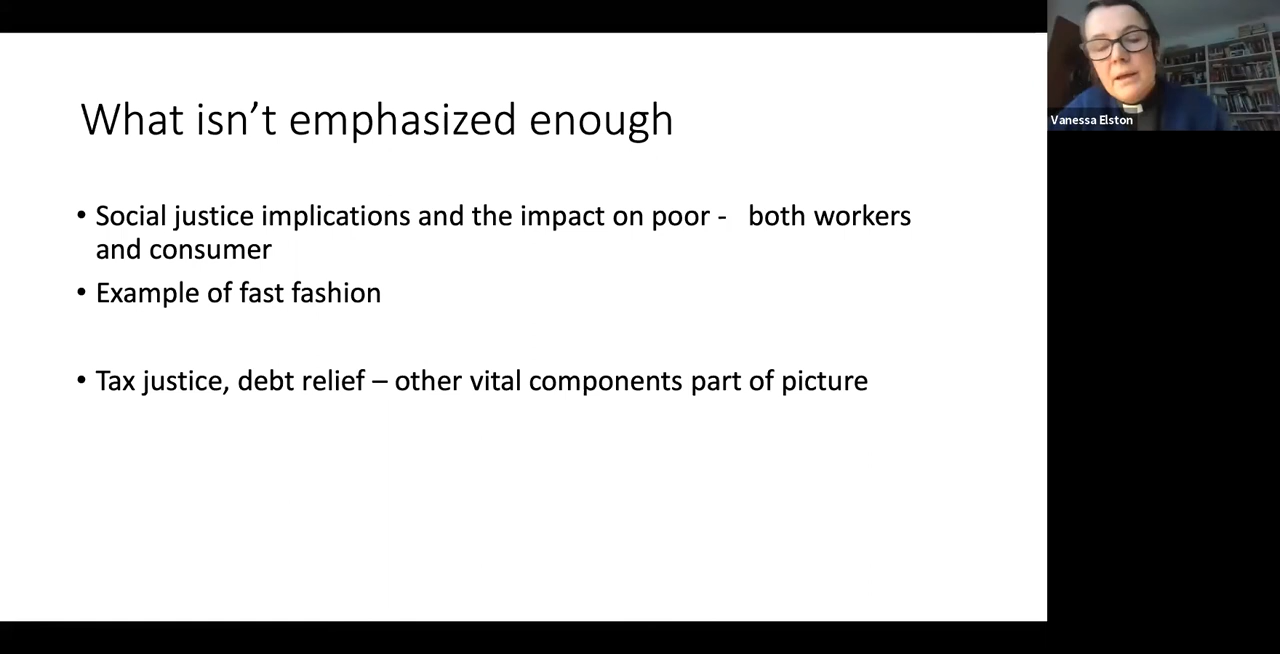 What isn’t emphasized enough
• Social justice implications and the impact on poor - both workers
and consumer
• Example of fast fashion
• Tax justice, debt relief – other vital components part of picture
Vanessa Elston